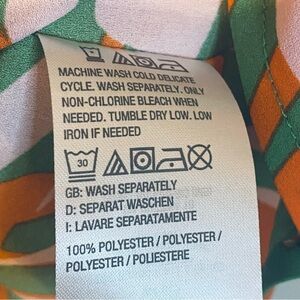 MACHINE WASH COLD DELICATE
CYCLE. WASH SEPARATELY. ONLY
NON-CHLORINE BLEACH WHEN
NEEDED. TUMBLE DRY LOW. LOW
IRON IF NEEDED
30
GB: WASH SEPARATELY
D: SEPARAT WASCHEN
I: LAVARE SEPARATAMENTE
100% POLYESTER / POLYESTER /
POLYESTER / POLIESTERE